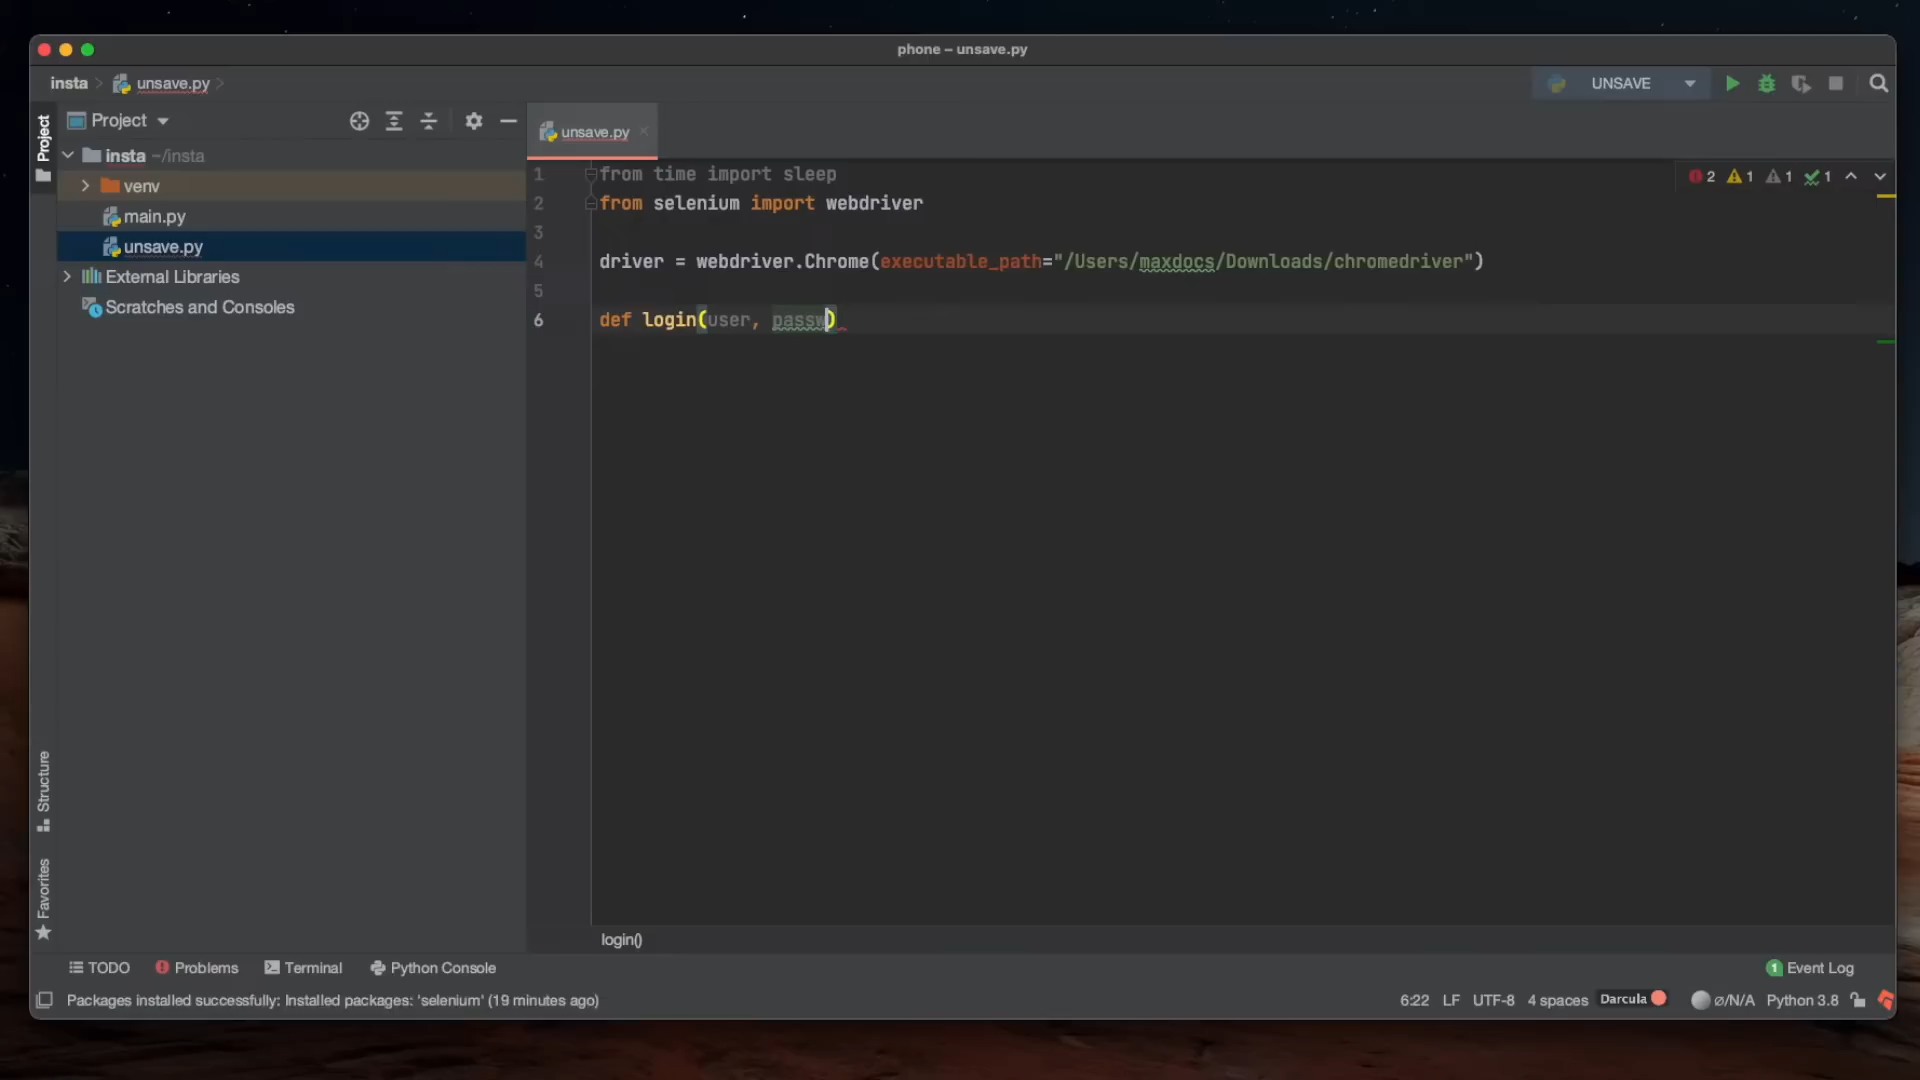 phone – unsave.py
insta
unsave.py
UNSAVE
Project
Project
unsave.py
insta ~/insta
venv
main.py
unsave.py
External Libraries
Scratches and Consoles
1 from time import sleep
2 from selenium import webdriver
3
4 driver = webdriver.Chrome(executable_path="/Users/maxdocs/Downloads/chromedriver")
5
6 def login(user, passw)
2 1 1 1
Structure
Favorites
login()
TODO Problems Terminal Python Console
1 Event Log
Packages installed successfully: Installed packages: 'selenium' (19 minutes ago)
6:22 LF UTF-8 4 spaces Darcula ⌀/N/A Python 3.8